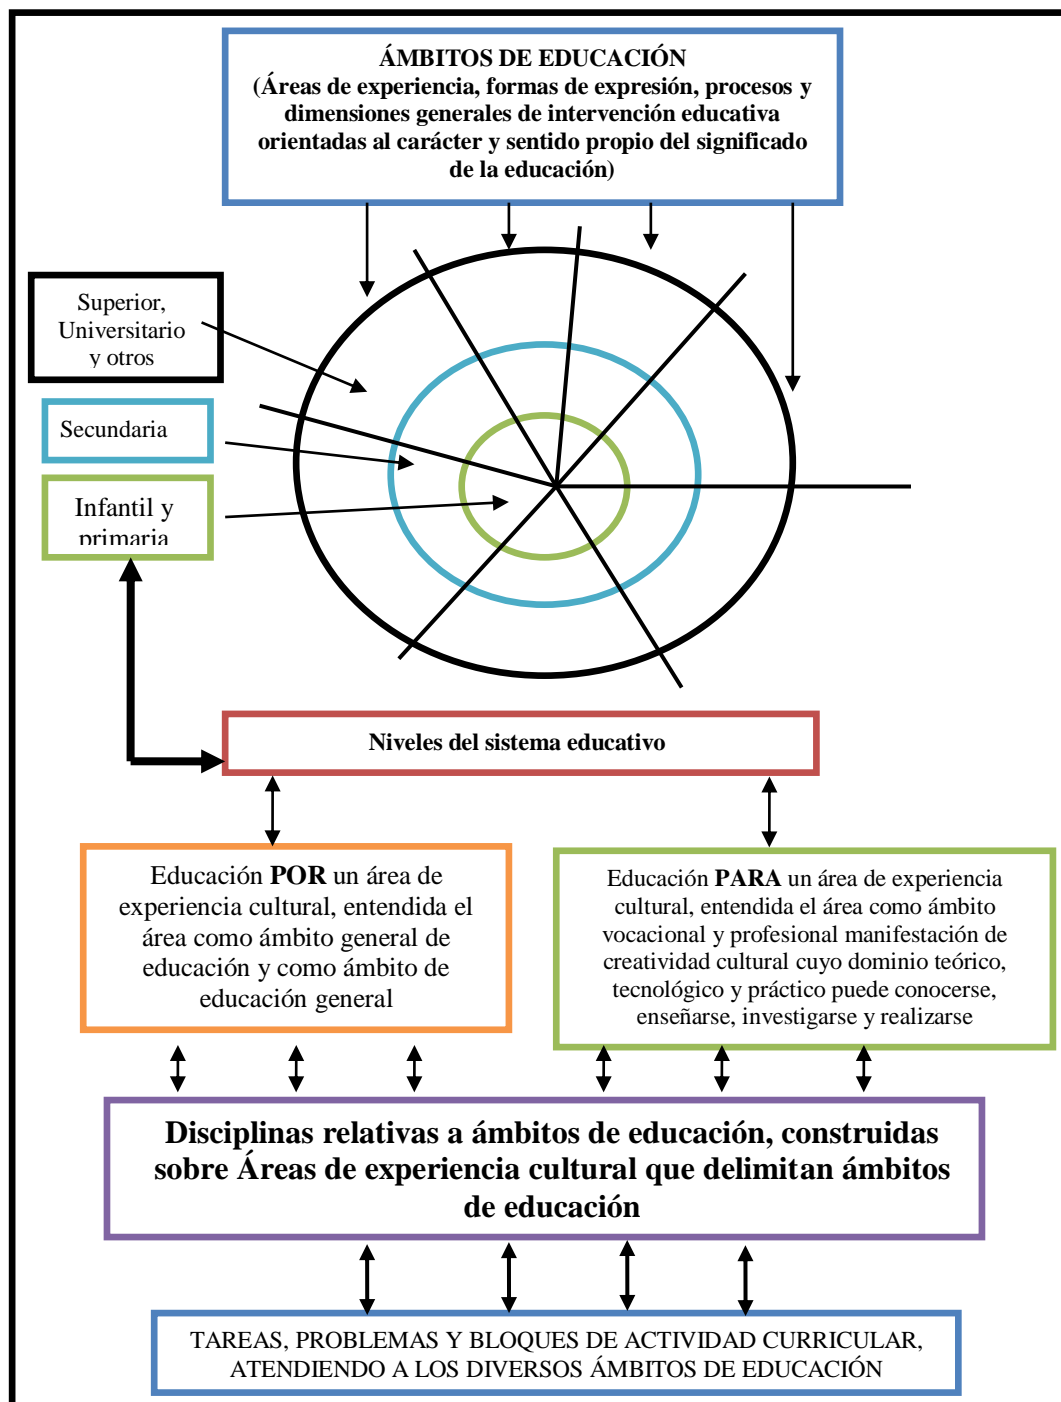 ÁMBITOS DE EDUCACIÓN
(Áreas de experiencia, formas de expresión, procesos y
dimensiones generales de intervención educativa
orientadas al carácter y sentido propio del significado
de la educación)
Superior,
Universitario
y otros
Secundaria
Infantil y
primaria
Niveles del sistema educativo
Educación POR un área de
experiencia cultural, entendida el
área como ámbito general de
educación y como ámbito de
educación general
Educación PARA un área de experiencia
cultural, entendida el área como ámbito
vocacional y profesional manifestación de
creatividad cultural cuyo dominio teórico,
tecnológico y práctico puede conocerse,
enseñarse, investigarse y realizarse
Disciplinas relativas a ámbitos de educación, construidas
sobre Áreas de experiencia cultural que delimitan ámbitos
de educación
TAREAS, PROBLEMAS Y BLOQUES DE ACTIVIDAD CURRICULAR,
ATENDIENDO A LOS DIVERSOS ÁMBITOS DE EDUCACIÓN